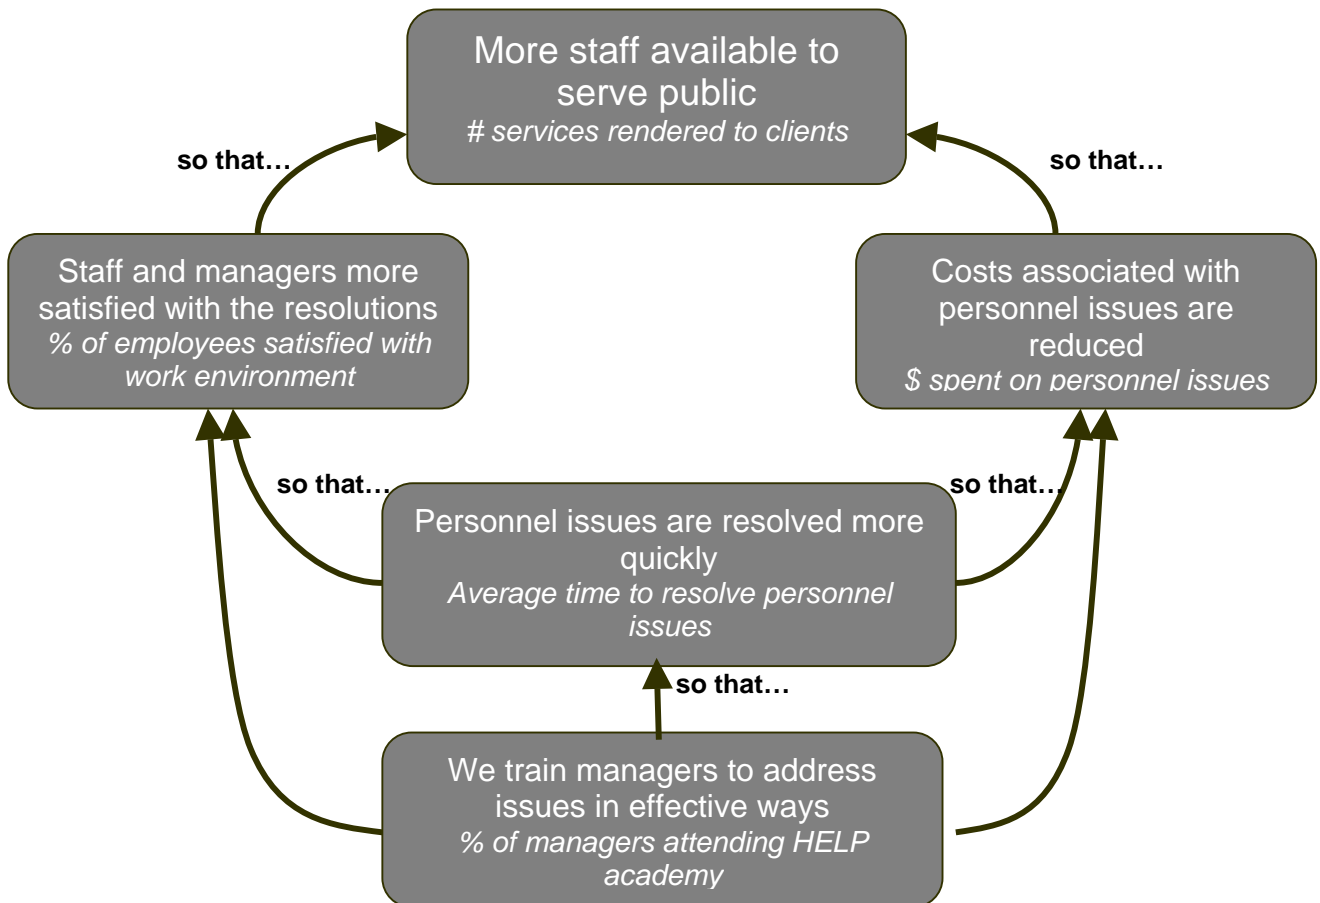 More staff available to
serve public
# services rendered to clients
so that…
so that…
Staff and managers more
satisfied with the resolutions
% of employees satisfied with
work environment
Costs associated with
personnel issues are
reduced
$ spent on personnel issues
so that…
so that…
Personnel issues are resolved more
quickly
Average time to resolve personnel
issues
so that…
We train managers to address
issues in effective ways
% of managers attending HELP
academy